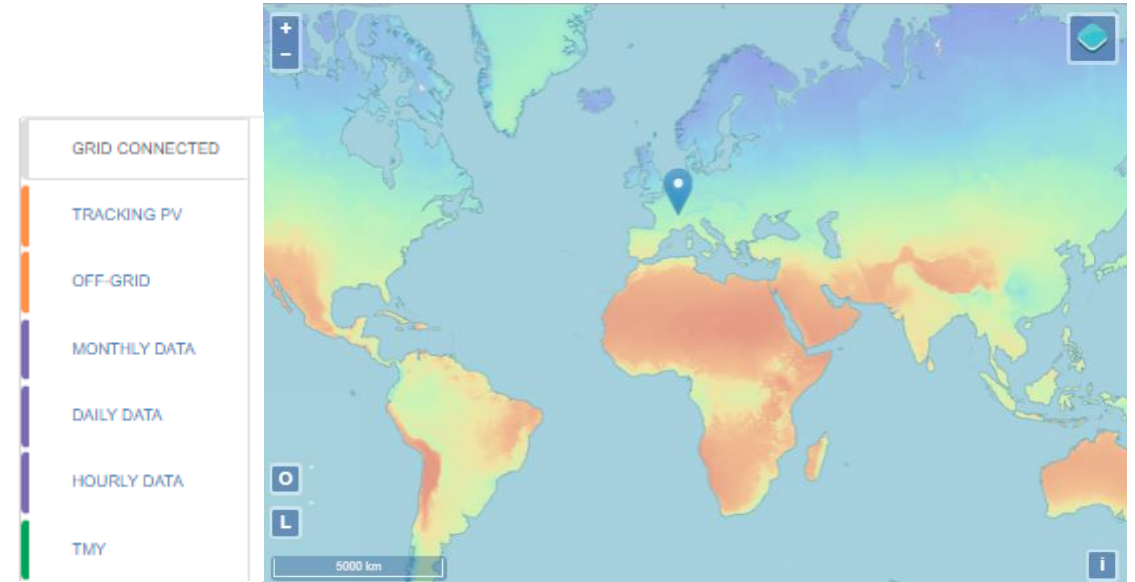 GRID CONNECTED
TRACKING PV
OFF-GRID
MONTHLY DATA
DAILY DATA
HOURLY DATA
TMY
+
−
O
L
5000 km
i